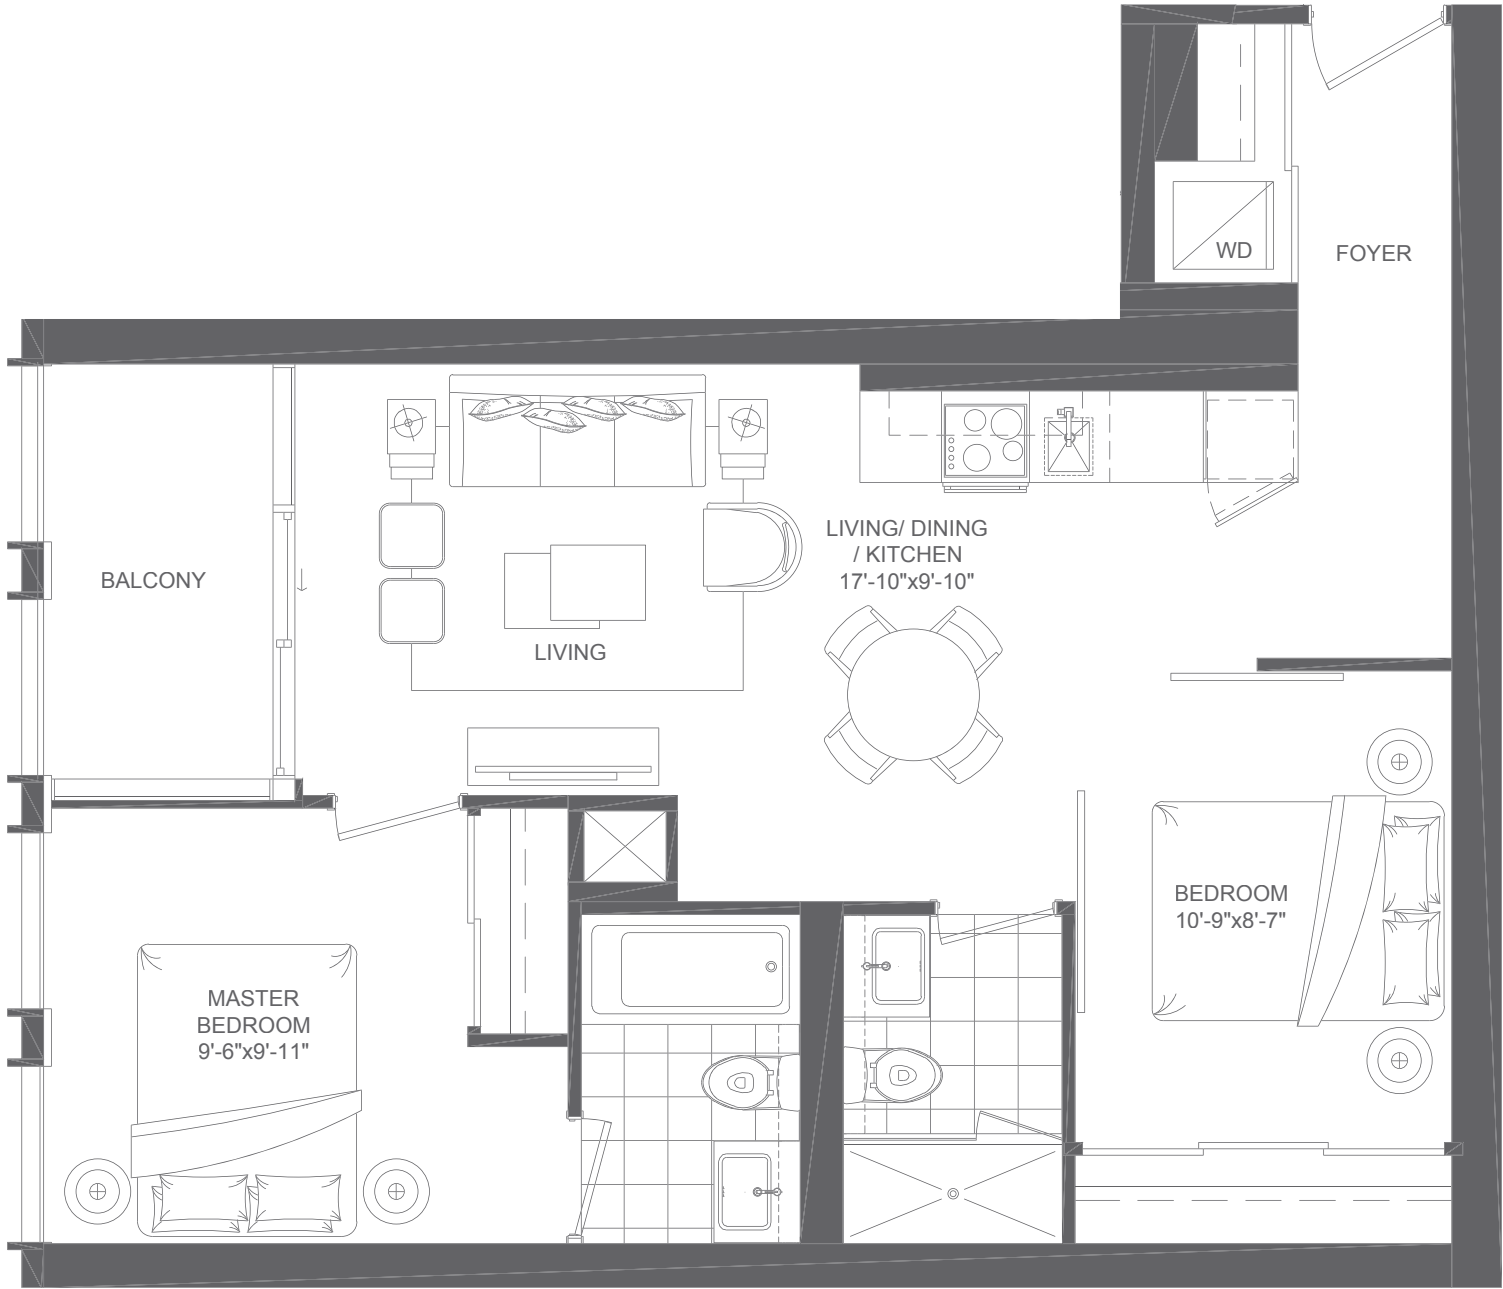 WD
FOYER
LIVING/ DINING
/ KITCHEN
17'-10"x9'-10"
BALCONY
LIVING
BEDROOM
10'-9"x8'-7"
MASTER
BEDROOM
9'-6"x9'-11"